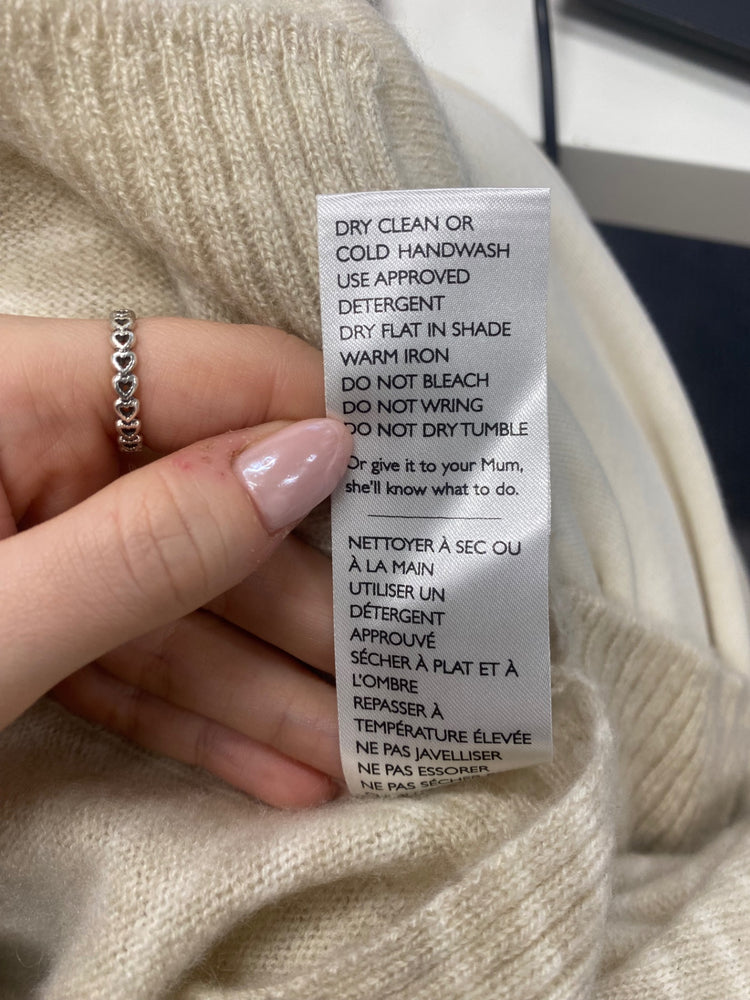 DRY CLEAN OR
COLD HANDWASH
USE APPROVED
DETERGENT
DRY FLAT IN SHADE
WARM IRON
DO NOT BLEACH
DO NOT WRING
DO NOT DRY TUMBLE
Or give it to your Mum,
she'll know what to do.
NETTOYER À SEC OU
À LA MAIN
UTILISER UN
DÉTERGENT
APPROUVÉ
SÉCHER À PLAT ET À
L'OMBRE
REPASSER À
TEMPÉRATURE ÉLEVÉE
NE PAS JAVELLISER
NE PAS ESSORER
NE PAS SÉCHER